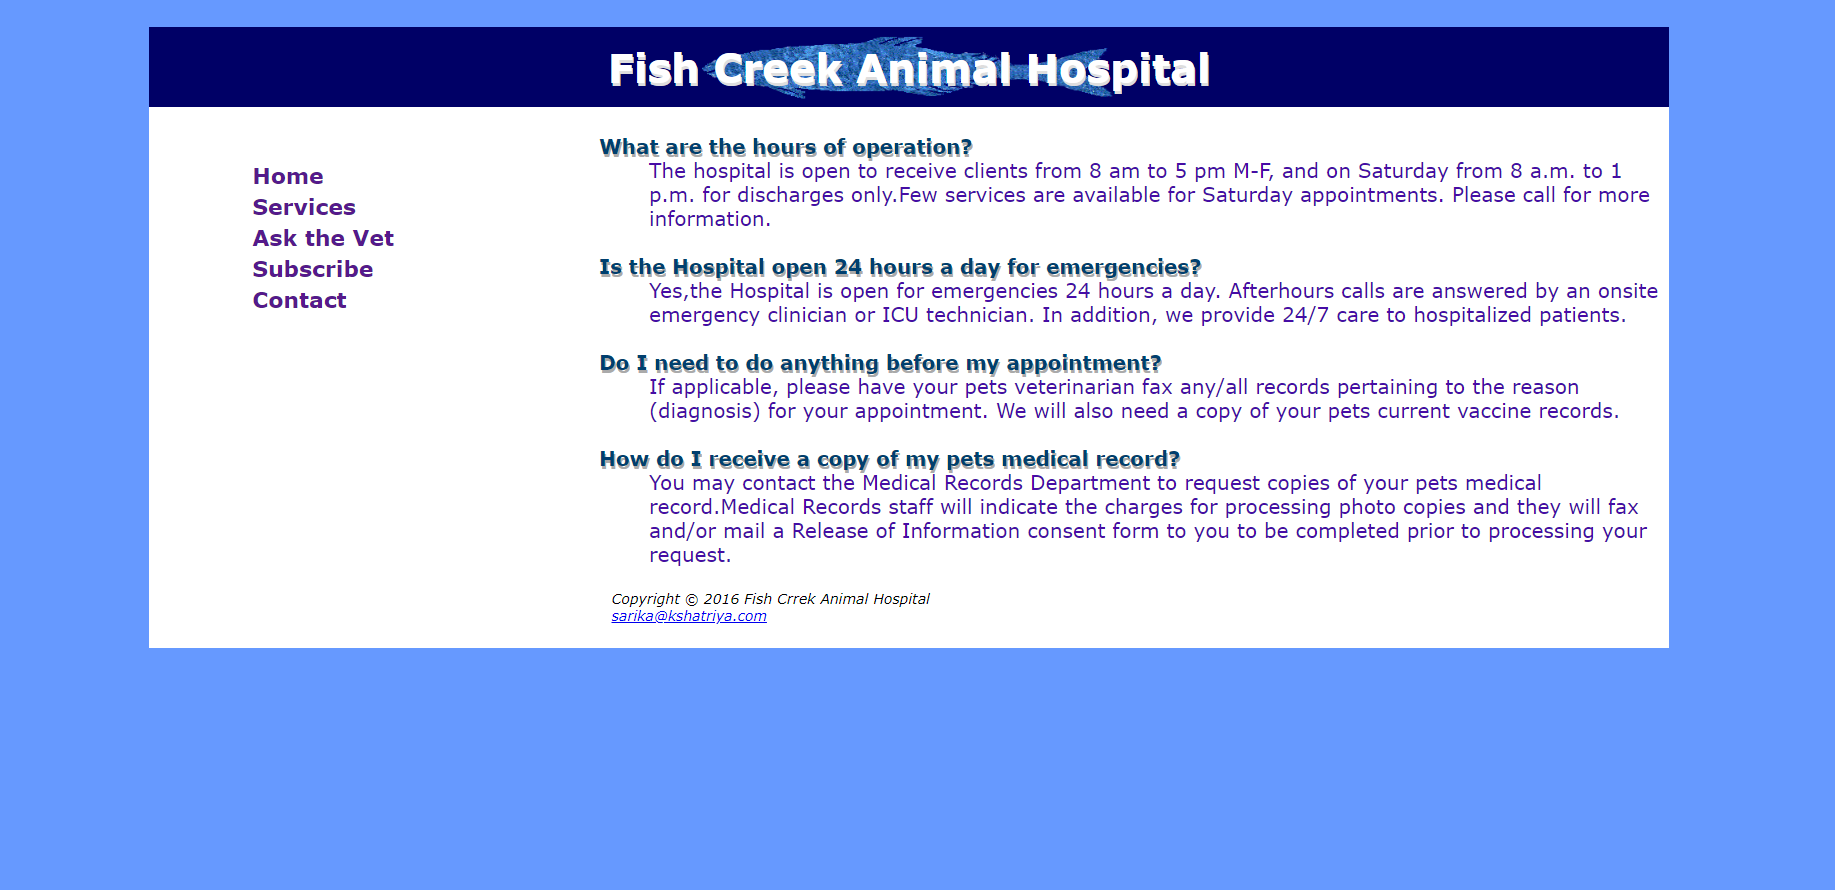 Fish Creek Animal Hospital
Home
Services
Ask the Vet
Subscribe
Contact
What are the hours of operation?
The hospital is open to receive clients from 8 am to 5 pm M-F, and on Saturday from 8 a.m. to 1
p.m. for discharges only.Few services are available for Saturday appointments. Please call for more
information.
Is the Hospital open 24 hours a day for emergencies?
Yes,the Hospital is open for emergencies 24 hours a day. Afterhours calls are answered by an onsite
emergency clinician or ICU technician. In addition, we provide 24/7 care to hospitalized patients.
Do I need to do anything before my appointment?
If applicable, please have your pets veterinarian fax any/all records pertaining to the reason
(diagnosis) for your appointment. We will also need a copy of your pets current vaccine records.
How do I receive a copy of my pets medical record?
You may contact the Medical Records Department to request copies of your pets medical
record.Medical Records staff will indicate the charges for processing photo copies and they will fax
and/or mail a Release of Information consent form to you to be completed prior to processing your
request.
Copyright © 2016 Fish Crrek Animal Hospital
sarika@kshatriya.com